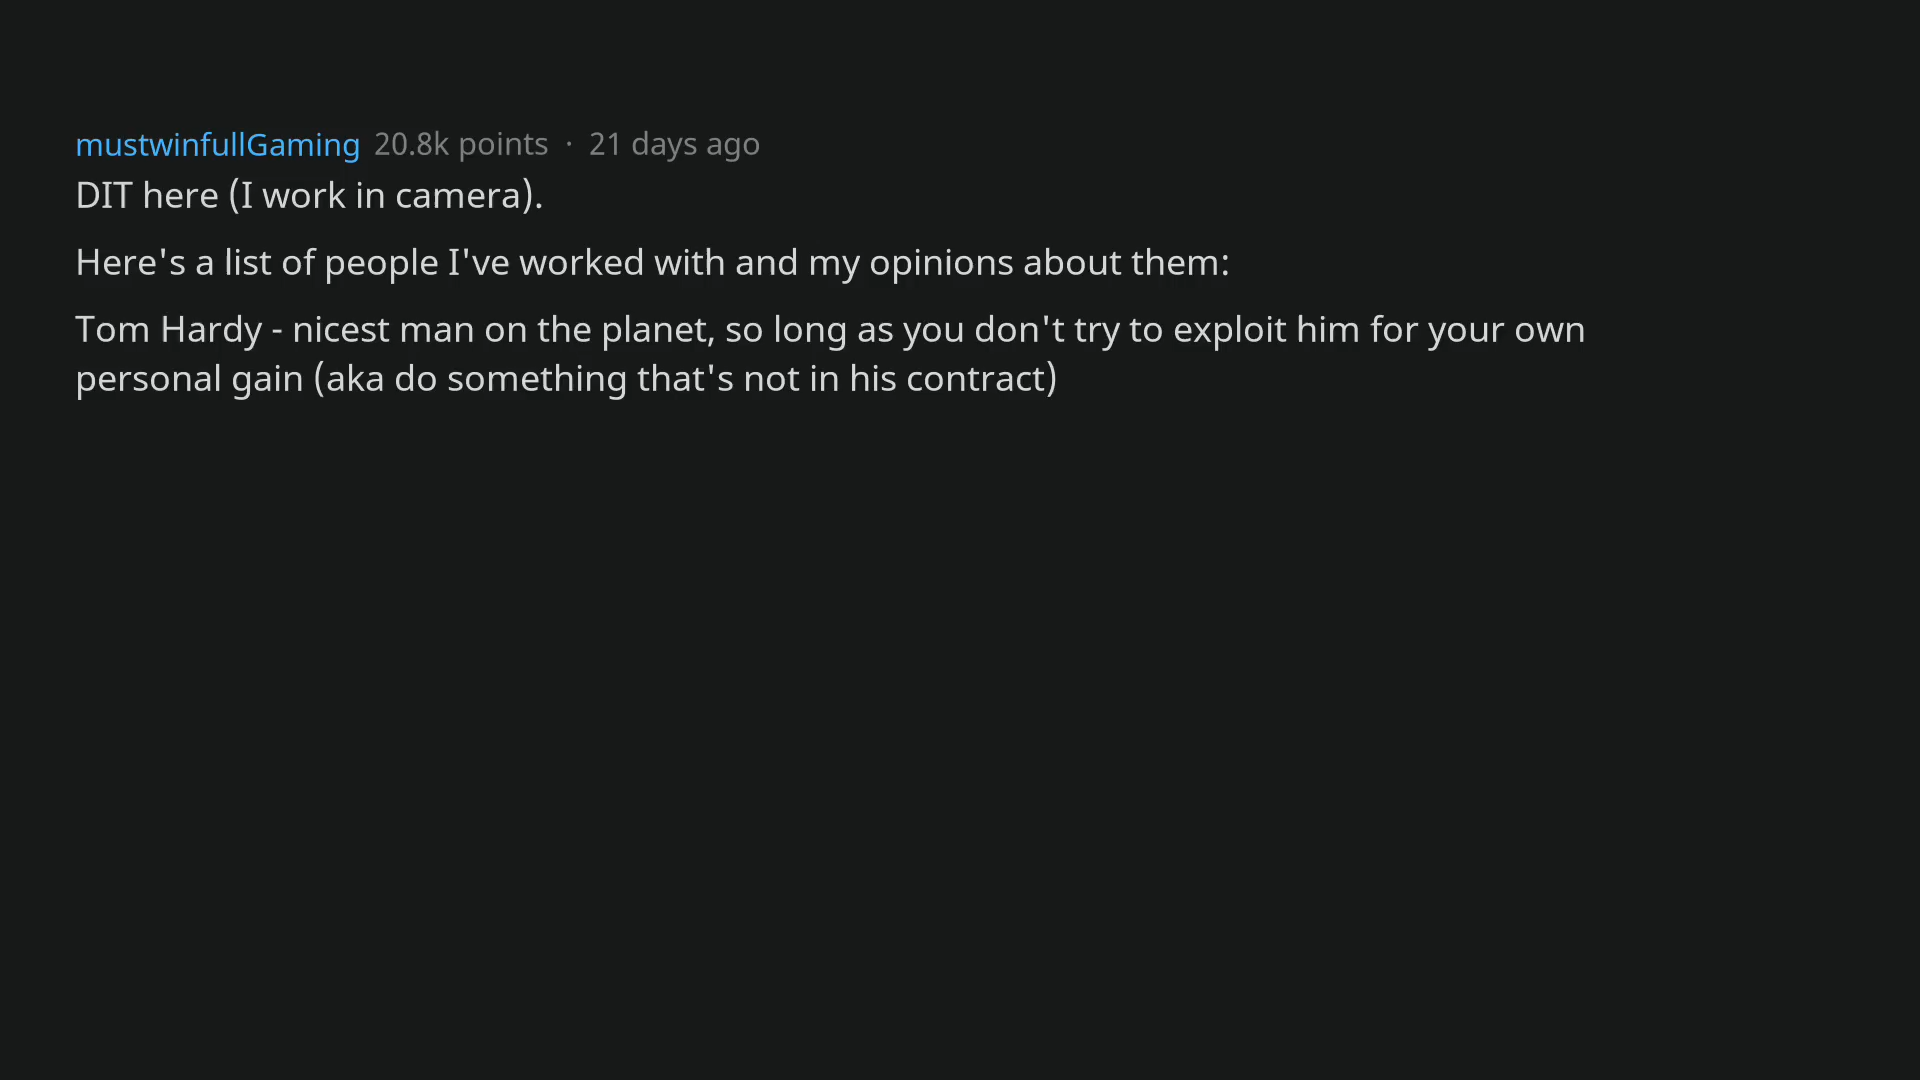 mustwinfullGaming 20.8k points · 21 days ago
DIT here (I work in camera).
Here's a list of people I've worked with and my opinions about them:
Tom Hardy - nicest man on the planet, so long as you don't try to exploit him for your own
personal gain (aka do something that's not in his contract)